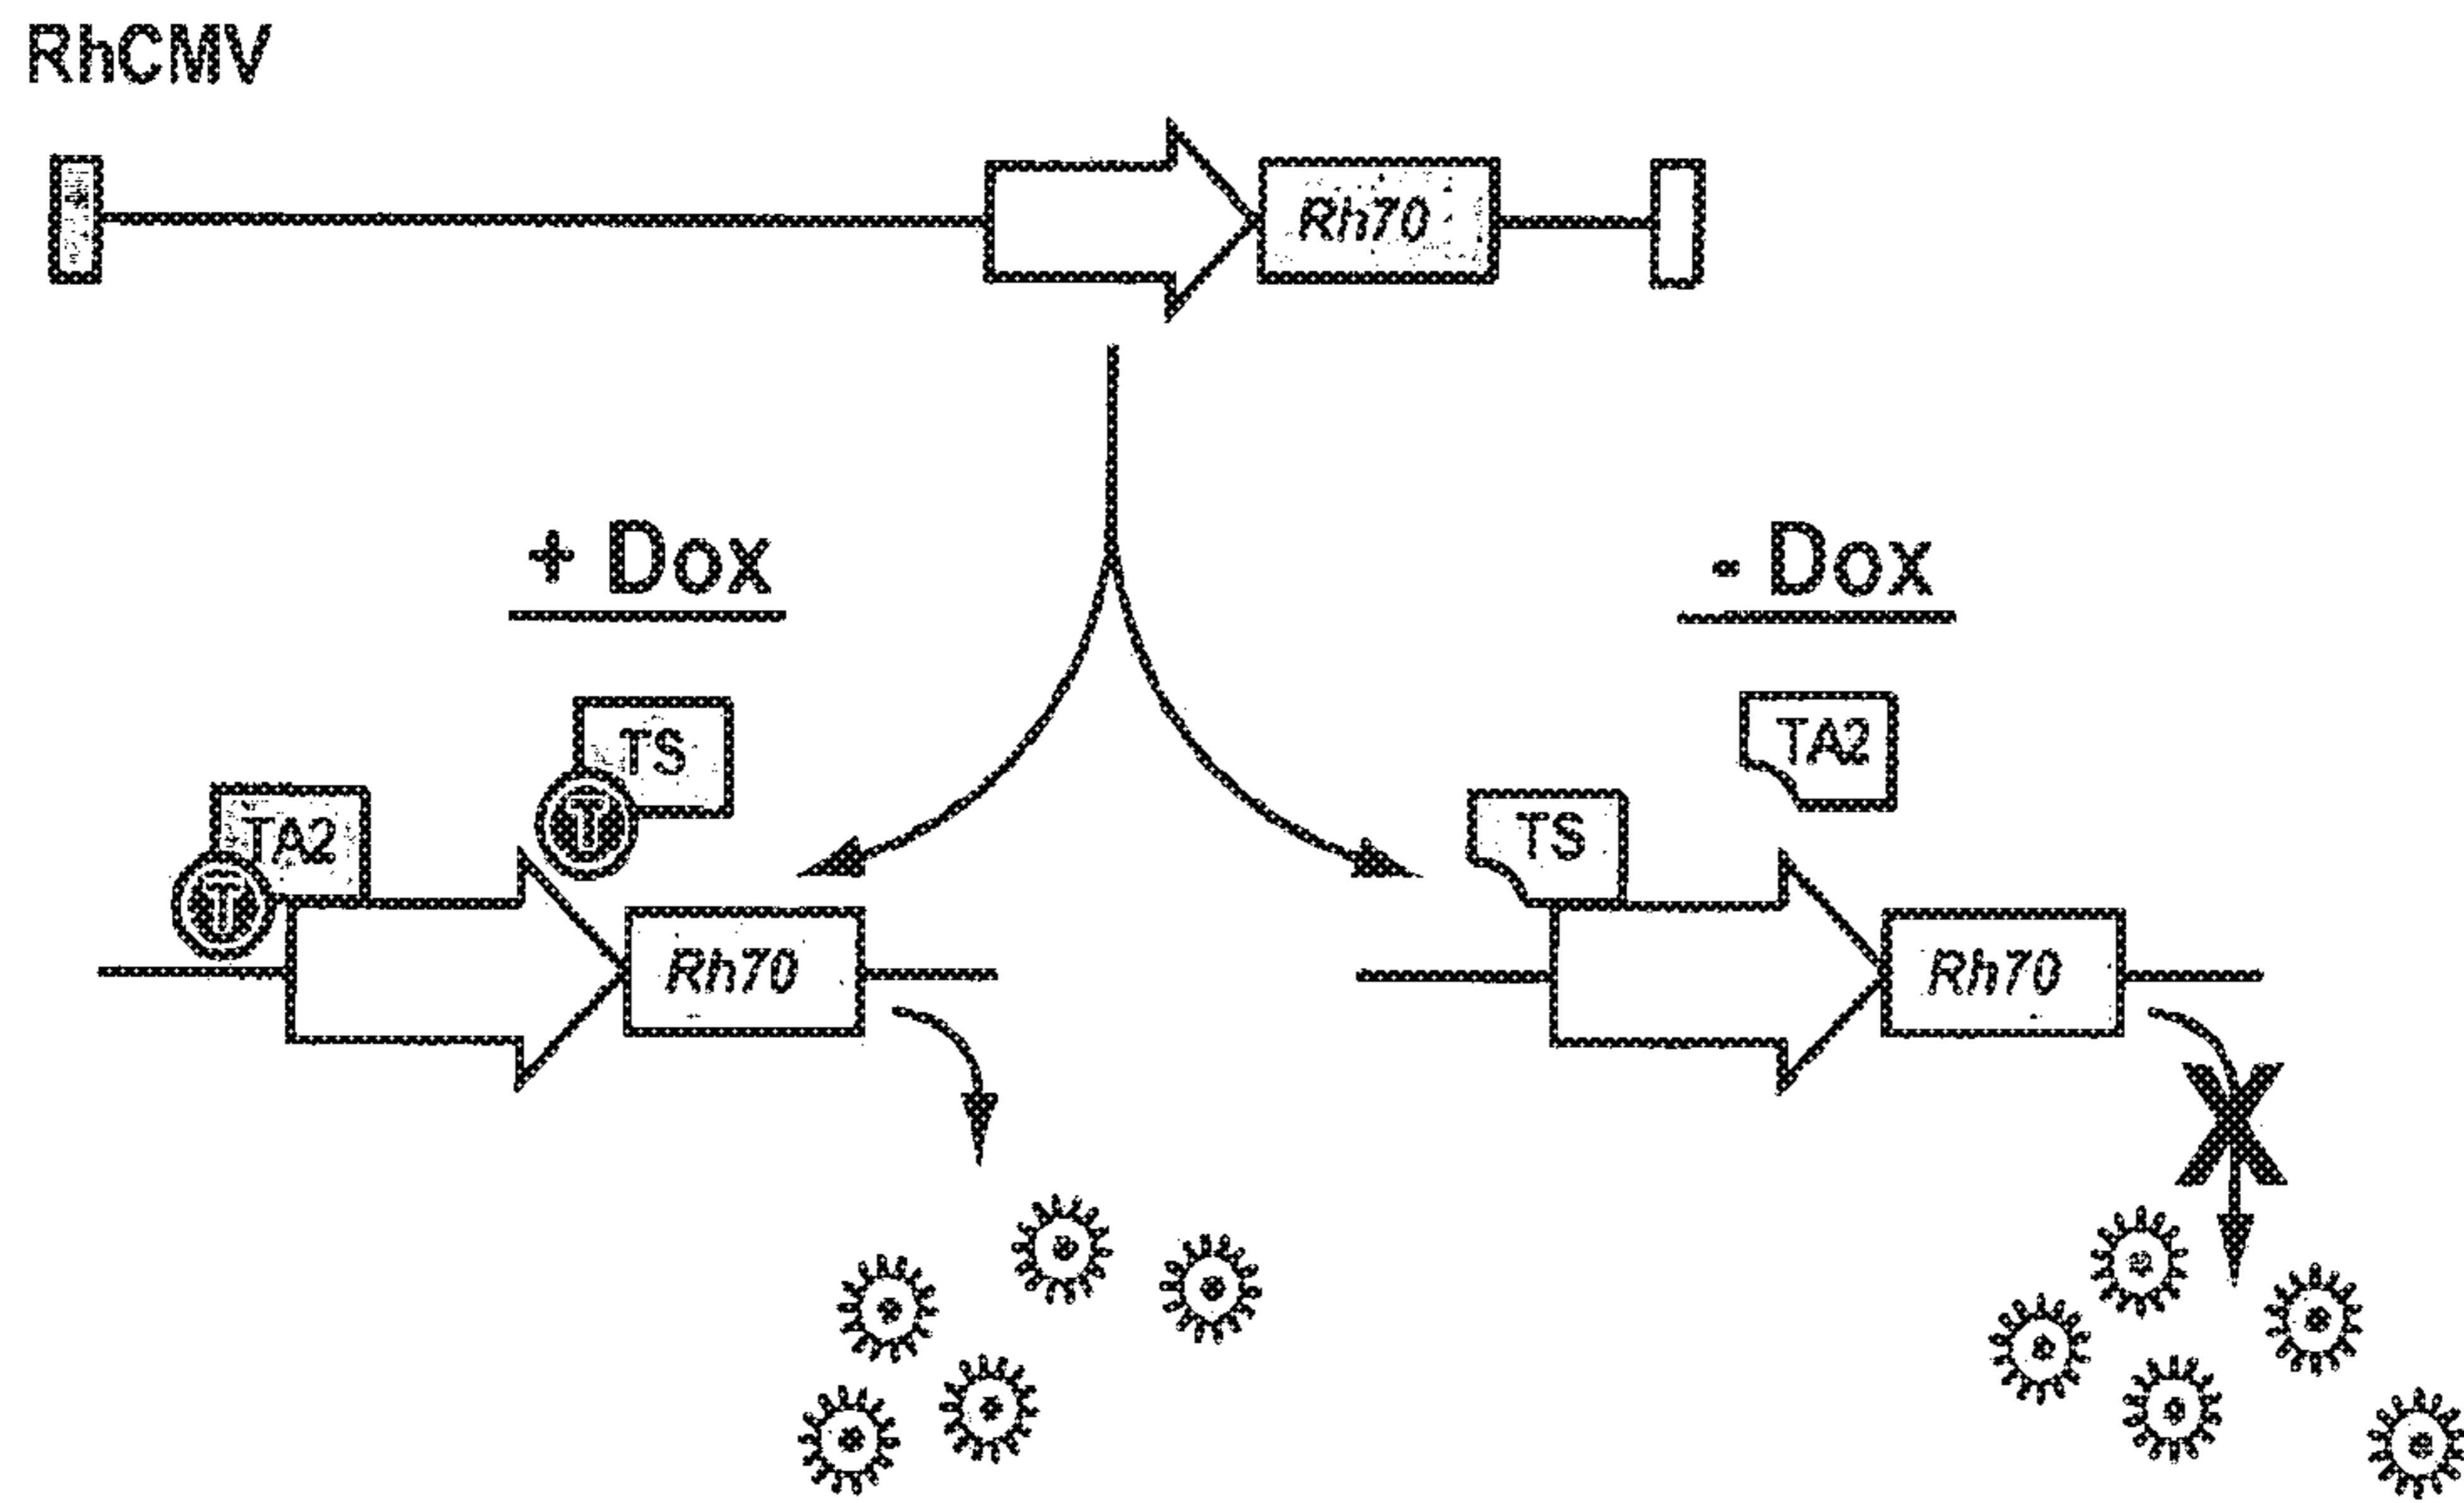 RhCMV
Rh70
+ Dox
- Dox
TS
T
TA2
T
TA2
TS
Rh70
Rh70
X